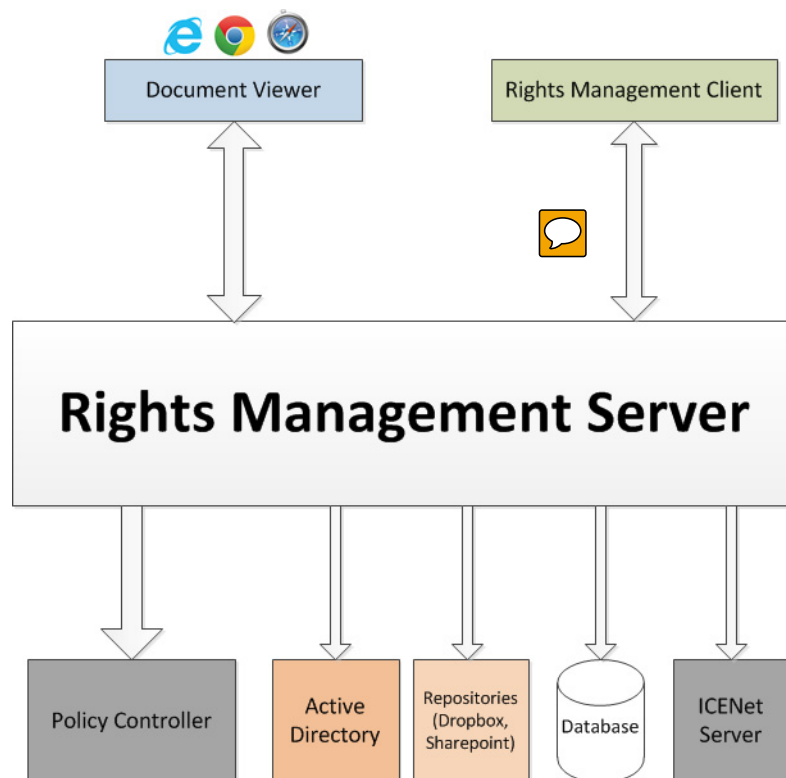 Document Viewer
Rights Management Client
Rights Management Server
Policy Controller
Active
Directory
Repositories
(Dropbox,
Sharepoint)
Database
ICENet
Server